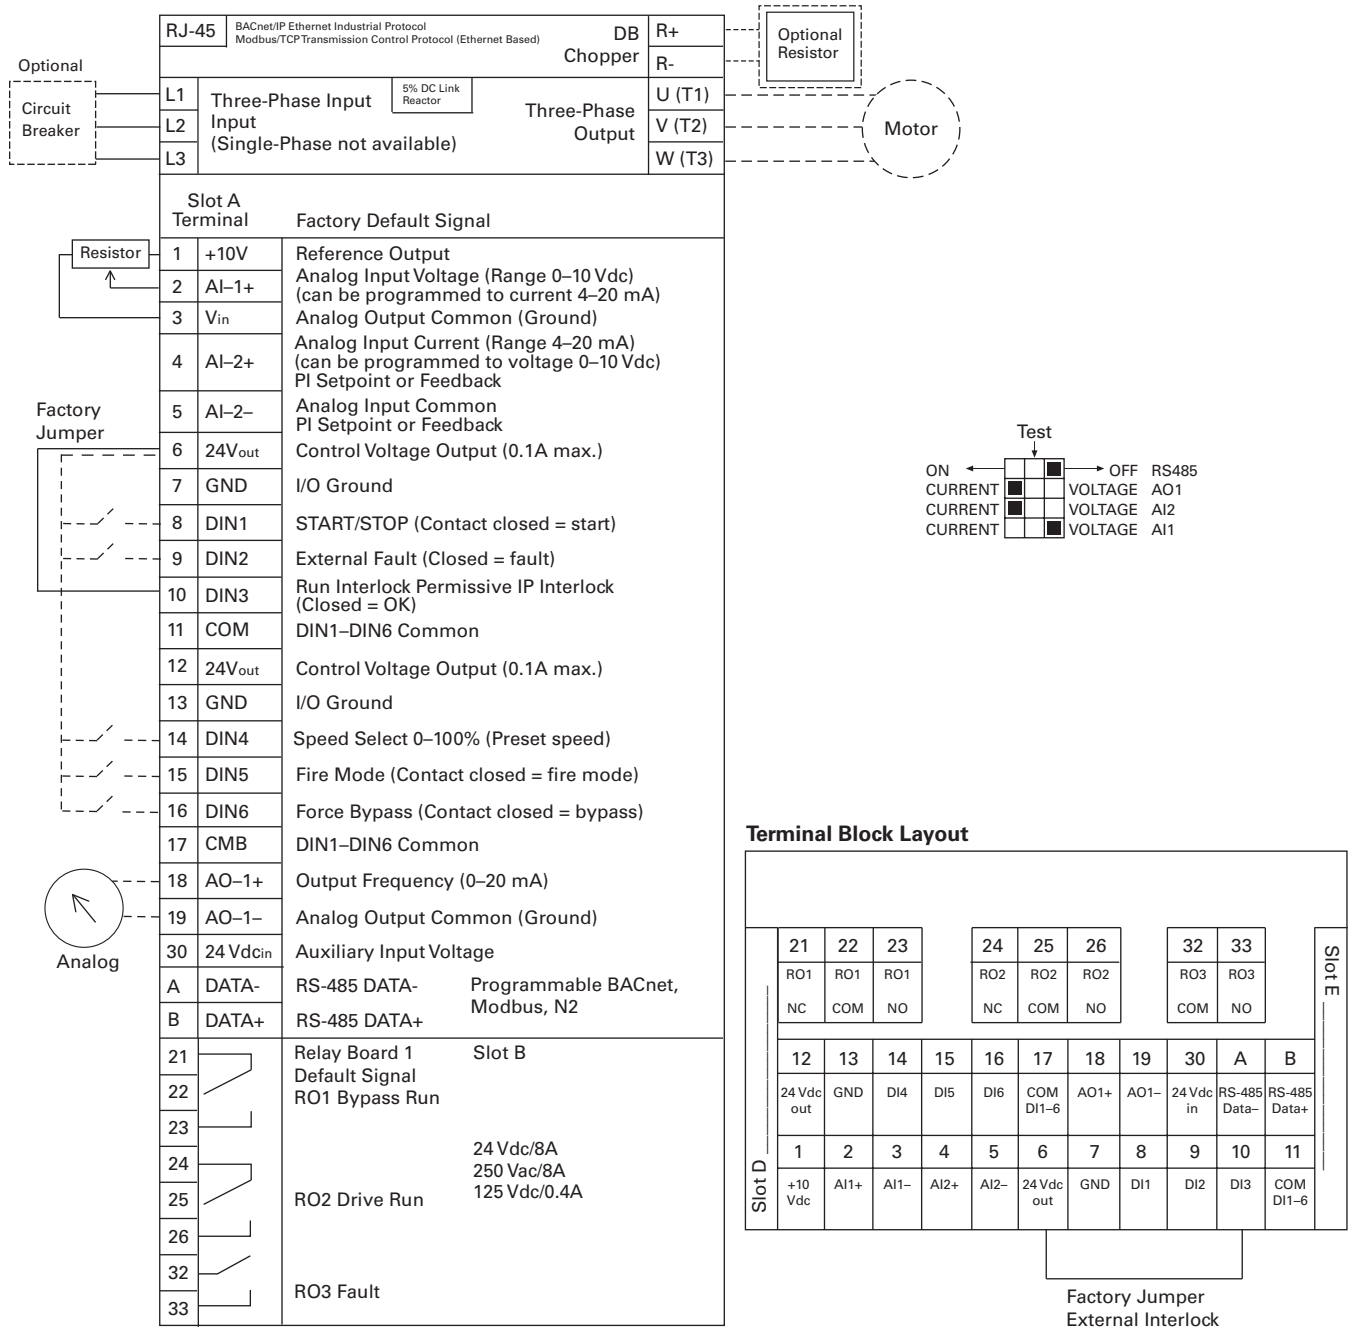 RJ-45
BACnet/IP Ethernet Industrial Protocol
Modbus/TCP Transmission Control Protocol (Ethernet Based)
DB
Chopper
R+
R-
Optional
Resistor
Optional
Circuit
Breaker
L1
L2
L3
Three-Phase Input
Input
(Single-Phase not available)
5% DC Link
Reactor
Three-Phase
Output
U (T1)
V (T2)
W (T3)
Motor
Slot A
Terminal
Factory Default Signal
Resistor
1 +10V Reference Output
2 AI–1+ Analog Input Voltage (Range 0–10 Vdc)
(can be programmed to current 4–20 mA)
3 Vin Analog Output Common (Ground)
4 AI–2+ Analog Input Current (Range 4–20 mA)
(can be programmed to voltage 0–10 Vdc)
PI Setpoint or Feedback
5 AI–2– Analog Input Common
PI Setpoint or Feedback
Factory
Jumper
6 24Vout Control Voltage Output (0.1A max.)
7 GND I/O Ground
8 DIN1 START/STOP (Contact closed = start)
9 DIN2 External Fault (Closed = fault)
10 DIN3 Run Interlock Permissive IP Interlock
(Closed = OK)
11 COM DIN1–DIN6 Common
12 24Vout Control Voltage Output (0.1A max.)
13 GND I/O Ground
14 DIN4 Speed Select 0–100% (Preset speed)
15 DIN5 Fire Mode (Contact closed = fire mode)
16 DIN6 Force Bypass (Contact closed = bypass)
17 CMB DIN1–DIN6 Common
18 AO–1+ Output Frequency (0–20 mA)
19 AO–1– Analog Output Common (Ground)
Analog
30 24 Vdcin Auxiliary Input Voltage
A DATA- RS-485 DATA-
B DATA+ RS-485 DATA+
Programmable BACnet,
Modbus, N2
21
22
23
24
25
26
32
33
Relay Board 1
Default Signal
RO1 Bypass Run
Slot B
24 Vdc/8A
250 Vac/8A
125 Vdc/0.4A
RO2 Drive Run
RO3 Fault
Test
ON OFF RS485
CURRENT VOLTAGE AO1
CURRENT VOLTAGE AI2
CURRENT VOLTAGE AI1
Terminal Block Layout
Slot D
Slot E
21 22 23 24 25 26 32 33
RO1 RO1 RO1 RO2 RO2 RO2 RO3 RO3
NC COM NO NC COM NO COM NO
12 13 14 15 16 17 18 19 30 A B
24 Vdc GND DI4 DI5 DI6 COM AO1+ AO1– 24 Vdc RS-485 RS-485
out DI1–6 in Data– Data+
1 2 3 4 5 6 7 8 9 10 11
+10 AI1+ AI1– AI2+ AI2– 24 Vdc GND DI1 DI2 DI3 COM
Vdc out DI1–6
Factory Jumper
External Interlock